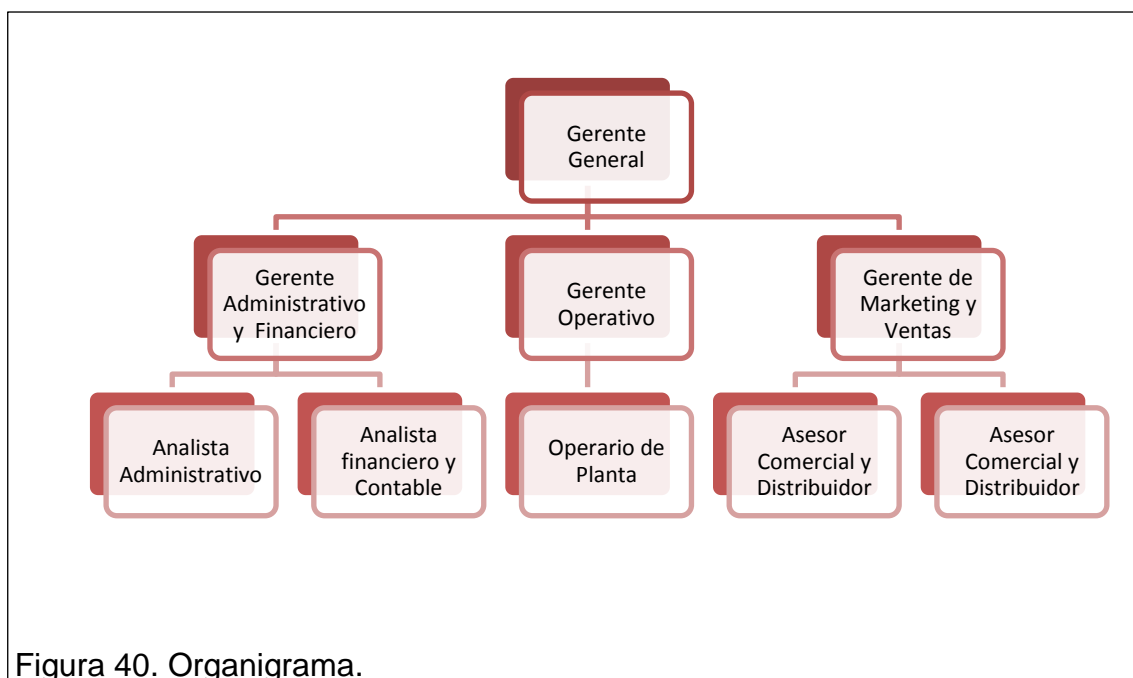 Gerente
General
Gerente
Administrativo
y Financiero
Gerente
Operativo
Gerente de
Marketing y
Ventas
Analista
Administrativo
Analista
financiero y
Contable
Operario de
Planta
Asesor
Comercial y
Distribuidor
Asesor
Comercial y
Distribuidor
Figura 40. Organigrama.